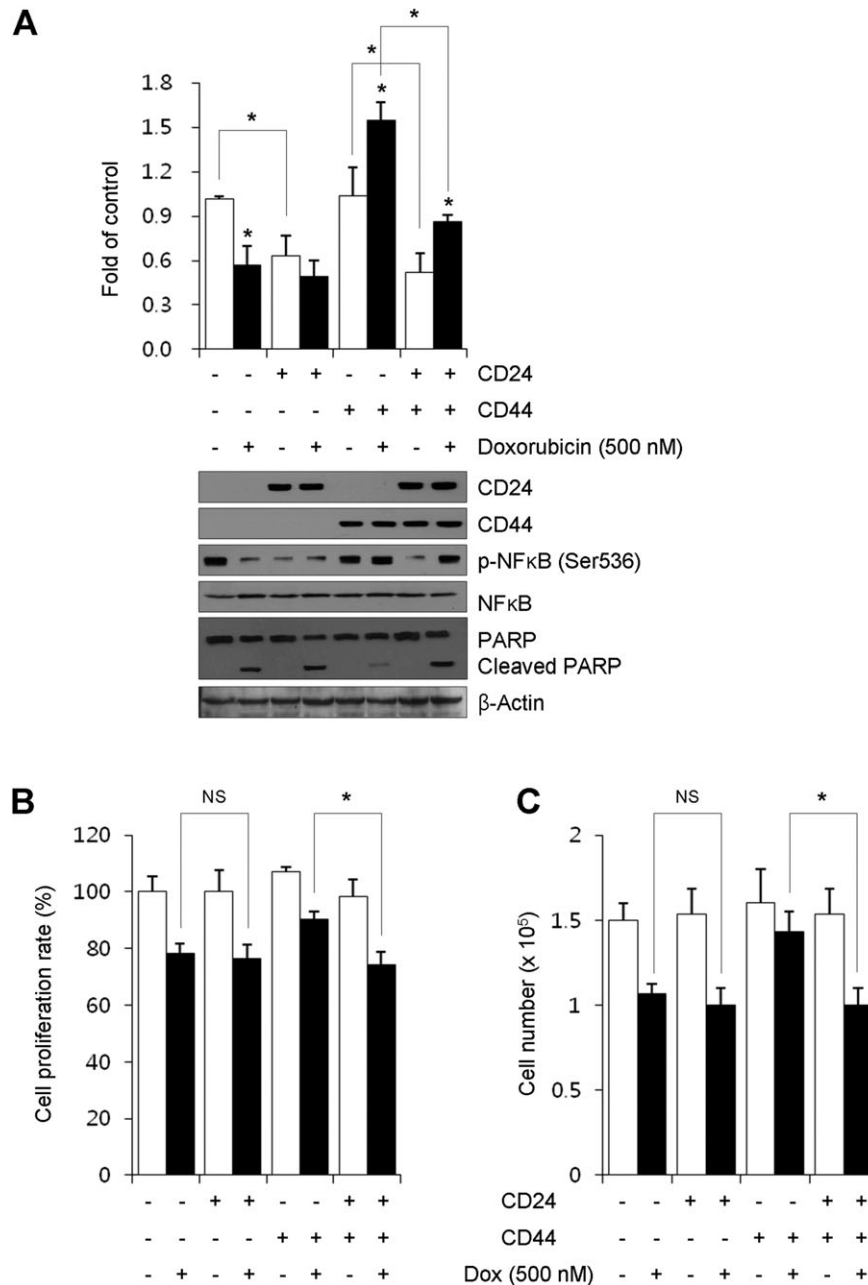 A
*
*
*
*
*
*
1.8
1.5
1.2
0.9
0.6
0.3
0.0
Fold of control
- - + + - - + + CD24
- - - - + + + + CD44
- + - + - + - + Doxorubicin (500 nM)
CD24
CD44
p-NFκB (Ser536)
NFκB
PARP
Cleaved PARP
β-Actin
B
NS
*
120
100
80
60
40
20
0
Cell proliferation rate (%)
- - + + - - + +
- - - - + + + +
- + - + - + - +
C
NS
*
2
1.5
1
0.5
0
Cell number (x 10⁵)
CD24 - - + + - - + +
CD44 - - - - + + + +
Dox (500 nM) - + - + - + - +